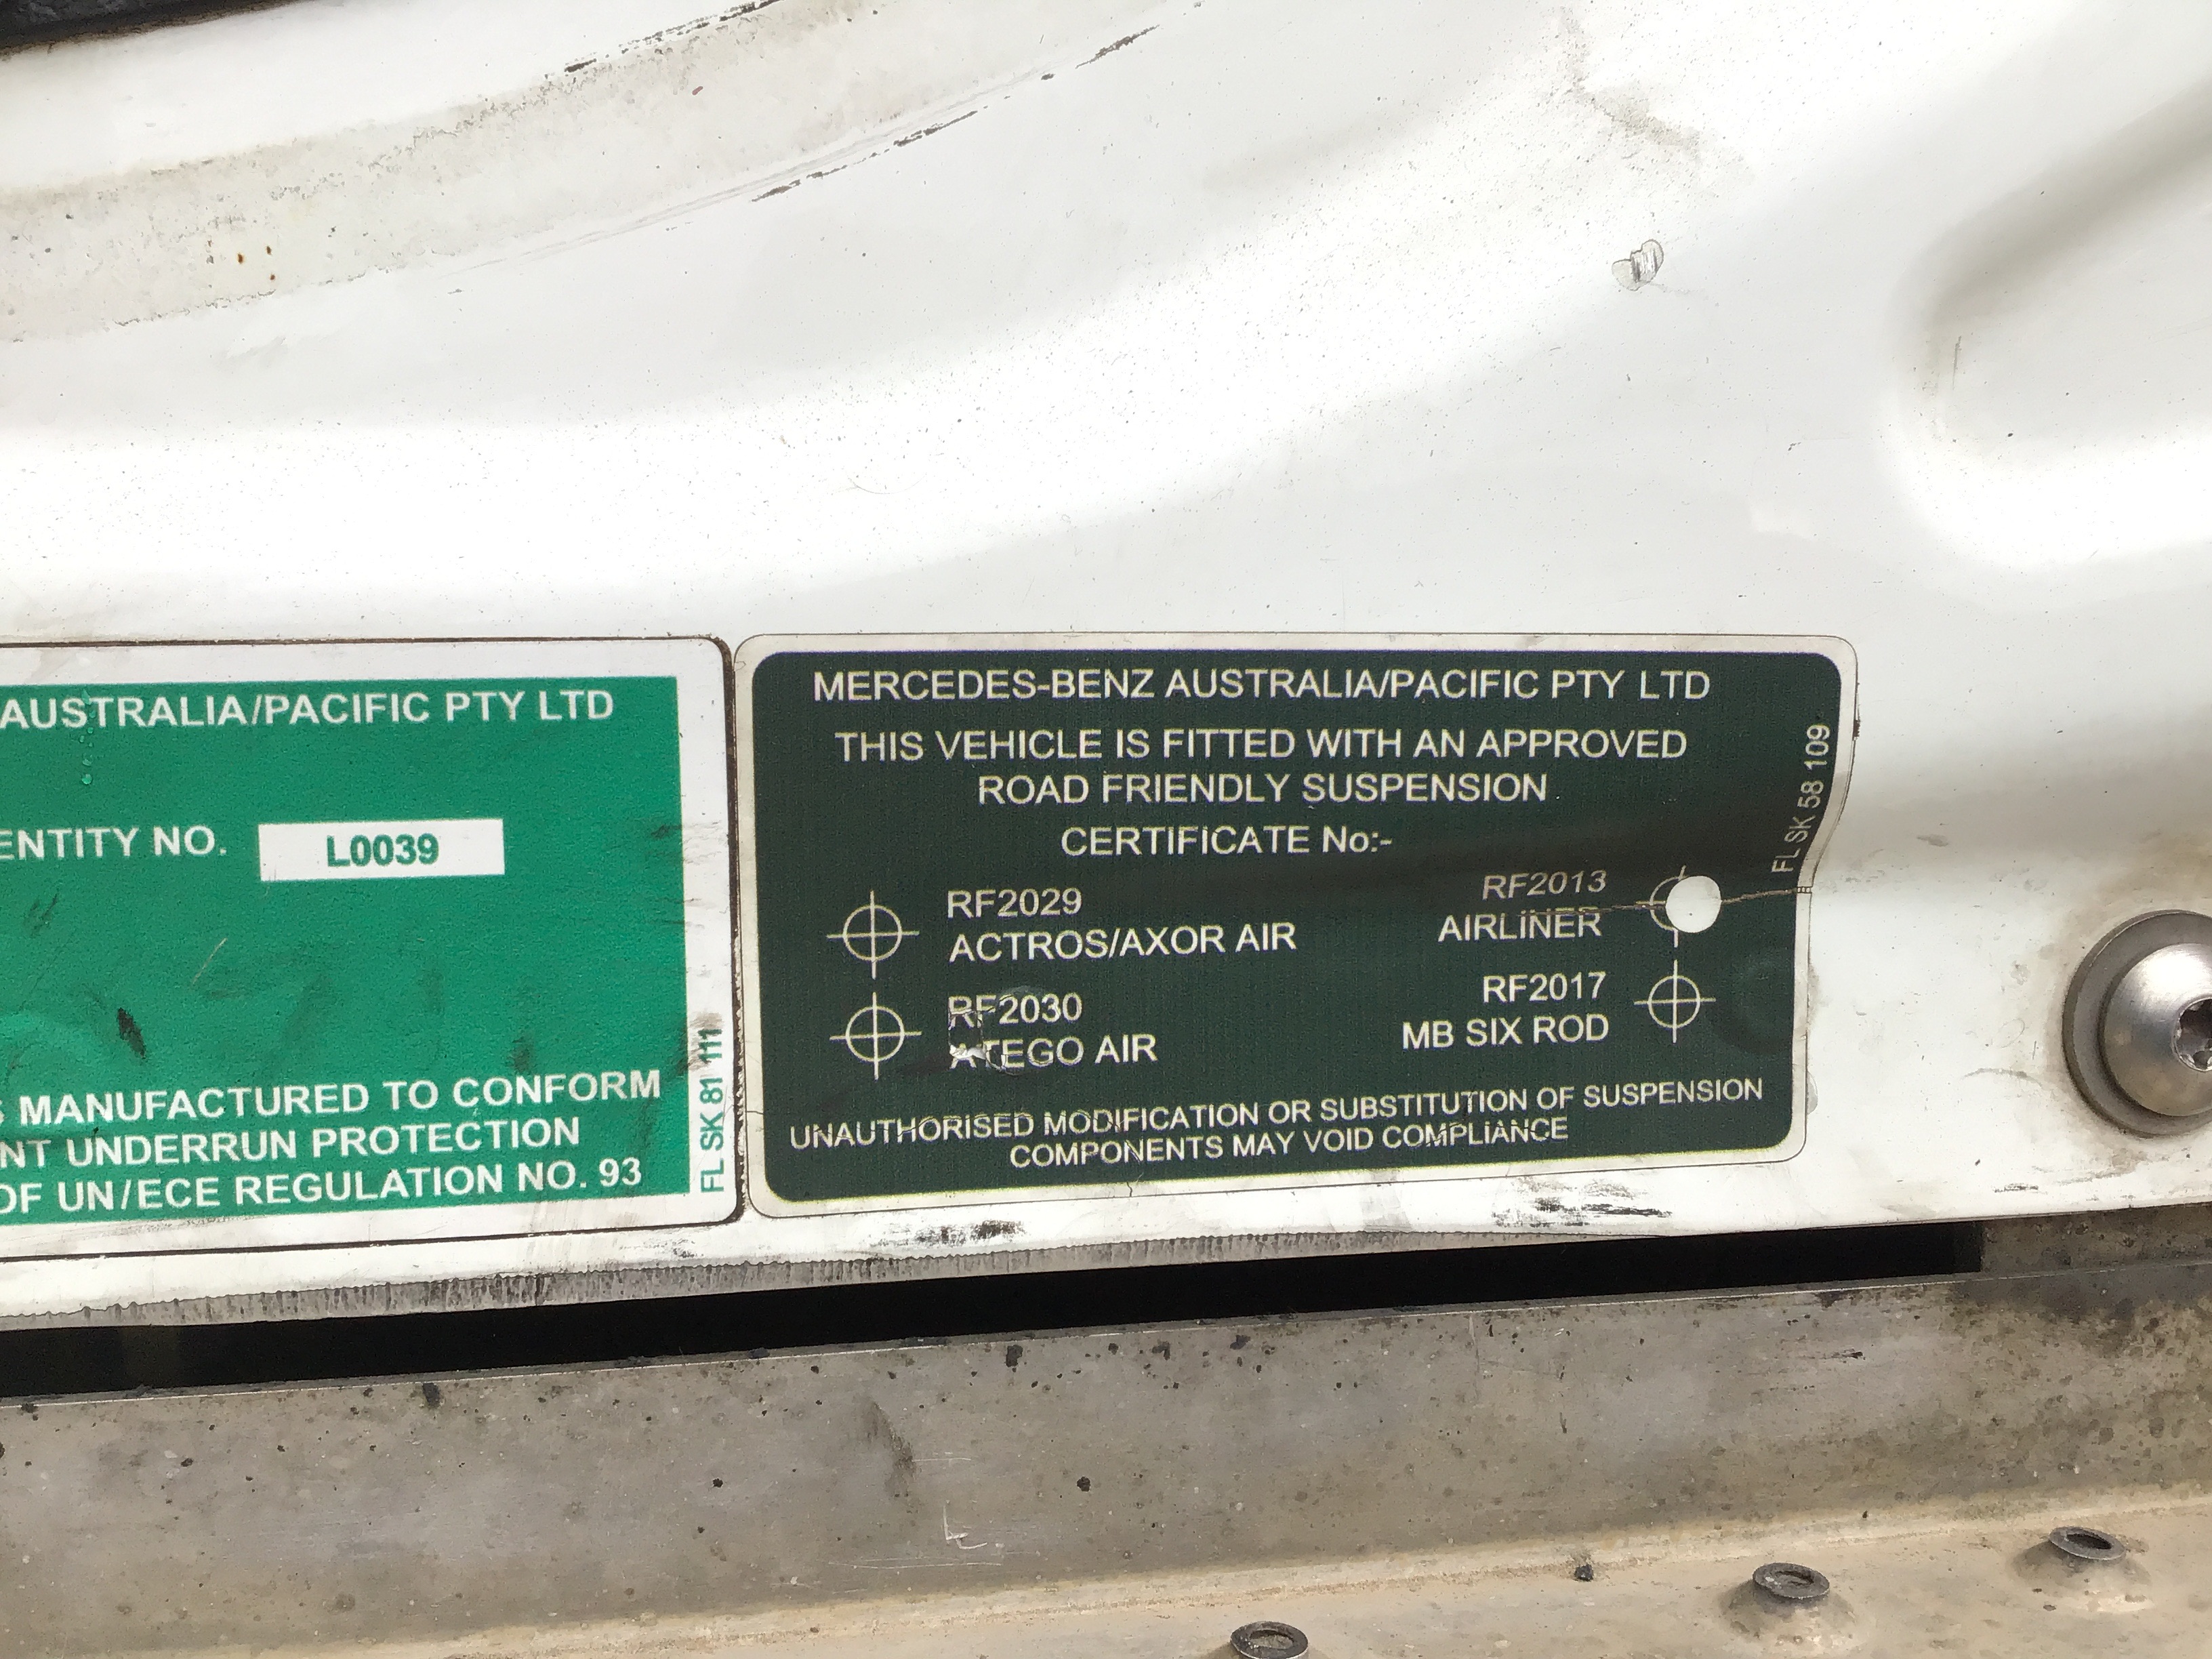 AUSTRALIA/PACIFIC PTY LTD
ENTITY NO. L0039
MANUFACTURED TO CONFORM
NT UNDERRUN PROTECTION
OF UN/ECE REGULATION NO. 93
FL SK 81 111
MERCEDES-BENZ AUSTRALIA/PACIFIC PTY LTD
THIS VEHICLE IS FITTED WITH AN APPROVED
ROAD FRIENDLY SUSPENSION
CERTIFICATE No:-
RF2029
ACTROS/AXOR AIR
RF2030
ATEGO AIR
RF2013
AIRLINER
RF2017
MB SIX ROD
UNAUTHORISED MODIFICATION OR SUBSTITUTION OF SUSPENSION
COMPONENTS MAY VOID COMPLIANCE
FL SK 58 109